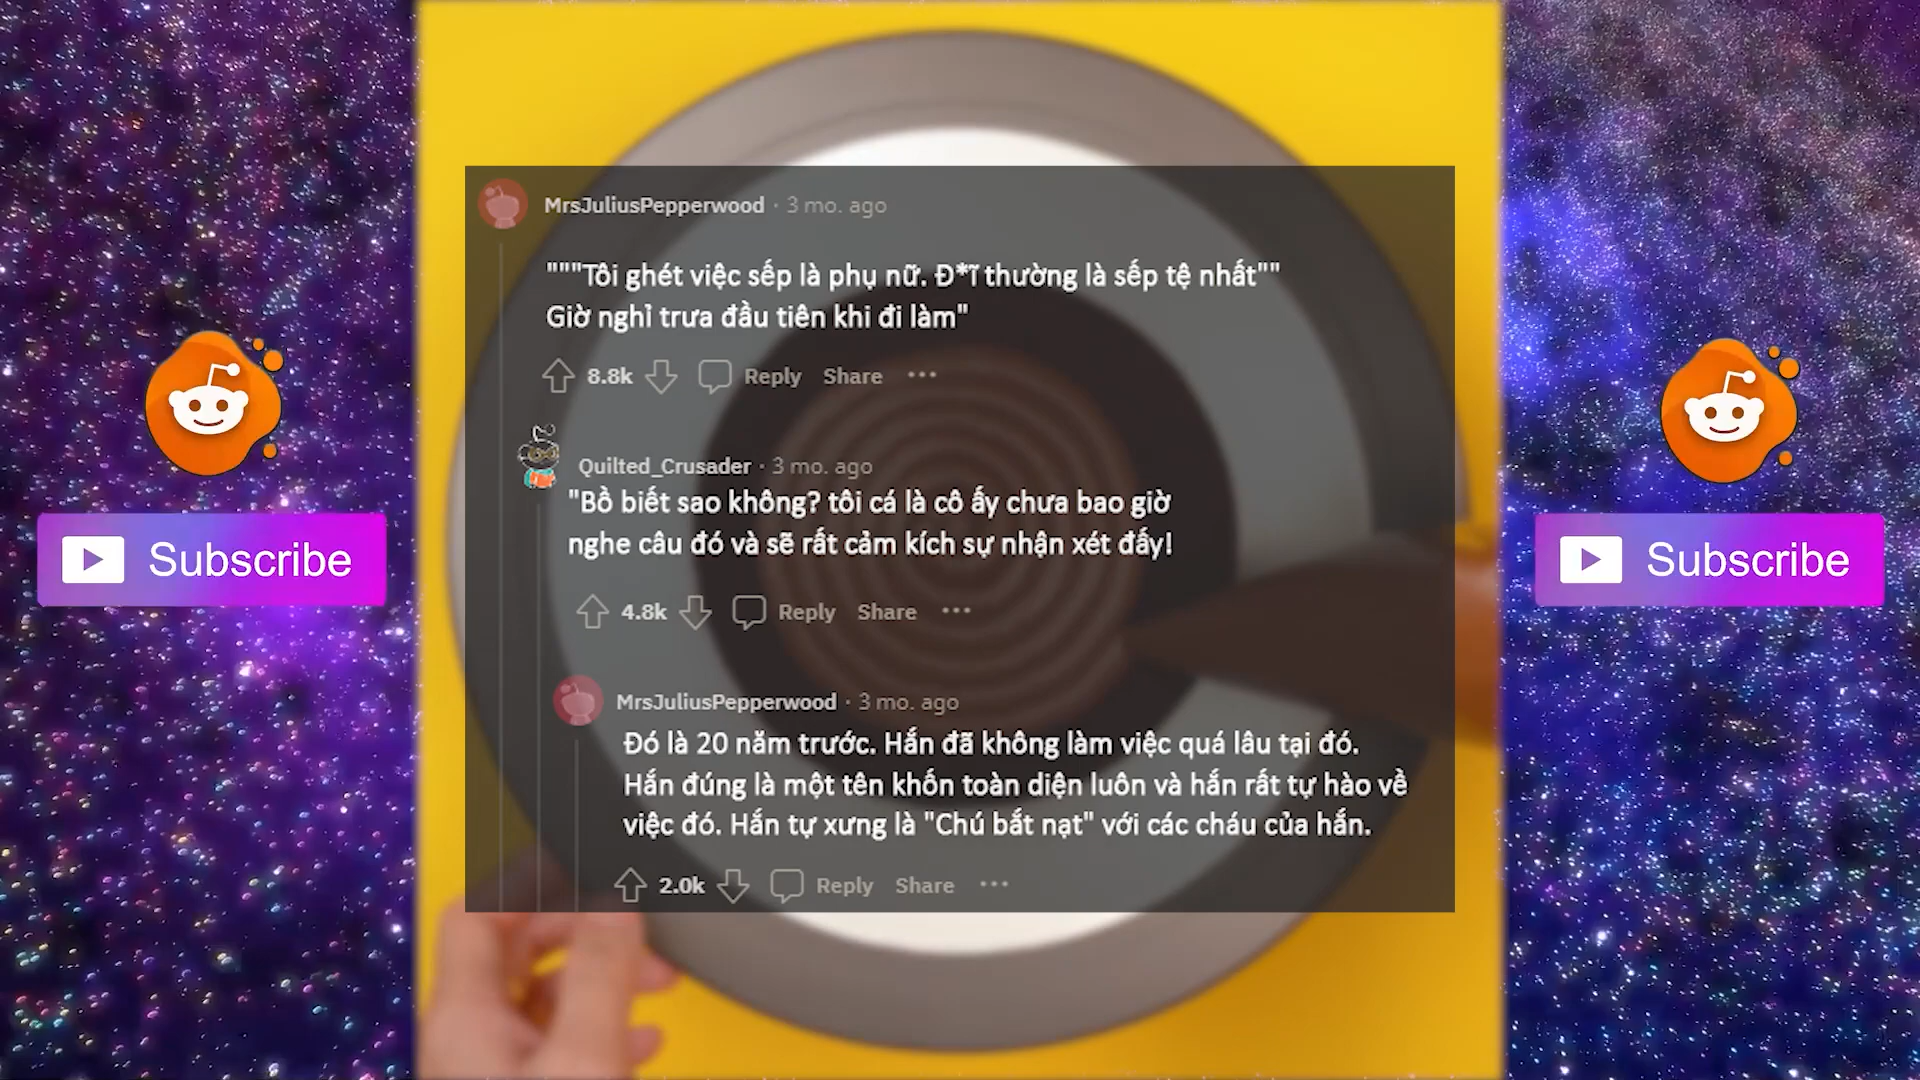 MrsJuliusPepperwood · 3 mo. ago
"""Tôi ghét việc sếp là phụ nữ. Đ*ĩ thường là sếp tệ nhất""
Giờ nghỉ trưa đầu tiên khi đi làm"
8.8k Reply Share ···
Quilted_Crusader · 3 mo. ago
"Bồ biết sao không? tôi cá là cô ấy chưa bao giờ
nghe câu đó và sẽ rất cảm kích sự nhận xét đấy!
4.8k Reply Share ···
MrsJuliusPepperwood · 3 mo. ago
Đó là 20 năm trước. Hắn đã không làm việc quá lâu tại đó.
Hắn đúng là một tên khốn toàn diện luôn và hắn rất tự hào về
việc đó. Hắn tự xưng là "Chú bắt nạt" với các cháu của hắn.
2.0k Reply Share ···
Subscribe
Subscribe